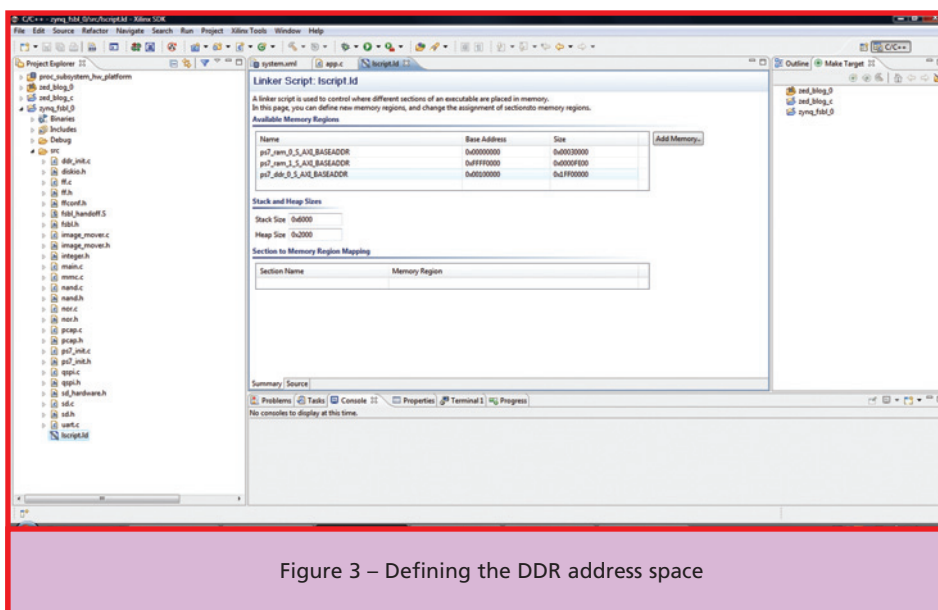 C/C++ - zynq_fsbl_0/src/lscript.ld - Xilinx SDK
File Edit Source Refactor Navigate Search Run Project Xilinx Tools Window Help
C/C++
Project Explorer
proc_subsystem_hw_platform
zed_blog_0
zed_blog_c
zynq_fsbl_0
Binaries
Includes
Debug
src
ddr_init.c
diskio.h
ff.c
ff.h
ffconf.h
fsbl_handoff.S
fsbl.h
image_mover.c
image_mover.h
integer.h
main.c
mmc.c
nand.c
nand.h
nor.c
nor.h
pcap.c
pcap.h
ps7_init.c
ps7_init.h
qspi.c
qspi.h
sd_hardware.h
sd.c
sd.h
uart.c
lscript.ld
system.xml app.c lscript.ld
Linker Script: lscript.ld
A linker script is used to control where different sections of an executable are placed in memory.
In this page, you can define new memory regions, and change the assignment of sectionsto memory regions.
Available Memory Regions
Name Base Address Size
ps7_ram_0_S_AXI_BASEADDR 0x00000000 0x00030000
ps7_ram_1_S_AXI_BASEADDR 0xFFFF0000 0x0000FE00
ps7_ddr_0_S_AXI_BASEADDR 0x00100000 0x1FF00000
Add Memory...
Stack and Heap Sizes
Stack Size 0x6000
Heap Size 0x2000
Section to Memory Region Mapping
Section Name Memory Region
Summary Source
Problems Tasks Console Properties Terminal 1 Progress
No consoles to display at this time.
Outline Make Target
zed_blog_0
zed_blog_c
zynq_fsbl_0
Figure 3 – Defining the DDR address space